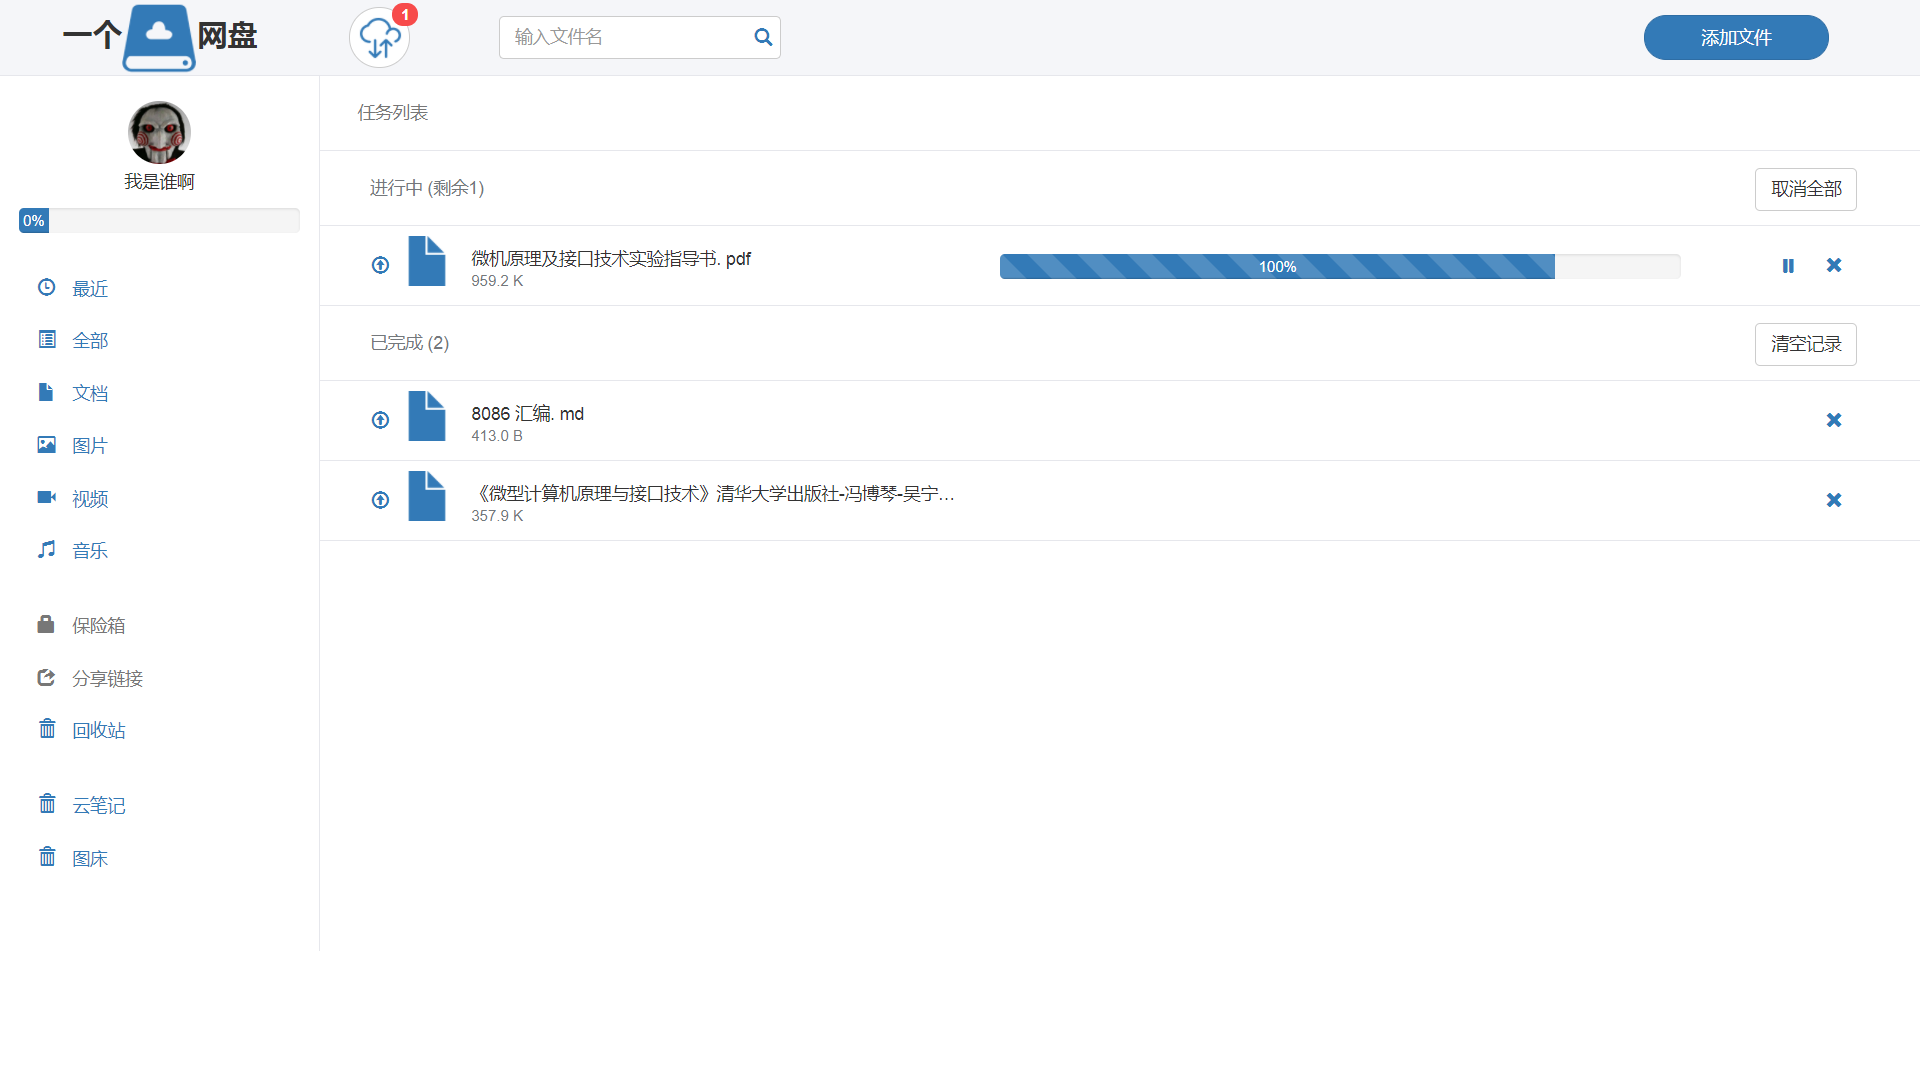 一个网盘
1
输入文件名
添加文件
我是谁啊
0%
最近
全部
文档
图片
视频
音乐
保险箱
分享链接
回收站
云笔记
图床
任务列表
进行中 (剩余1)
取消全部
微机原理及接口技术实验指导书. pdf
959.2 K
100%
已完成 (2)
清空记录
8086 汇编. md
413.0 B
《微型计算机原理与接口技术》清华大学出版社-冯博琴-吴宁…
357.9 K